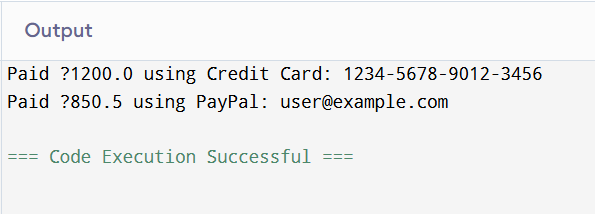 Output
Paid ?1200.0 using Credit Card: 1234-5678-9012-3456
Paid ?850.5 using PayPal: user@example.com
=== Code Execution Successful ===